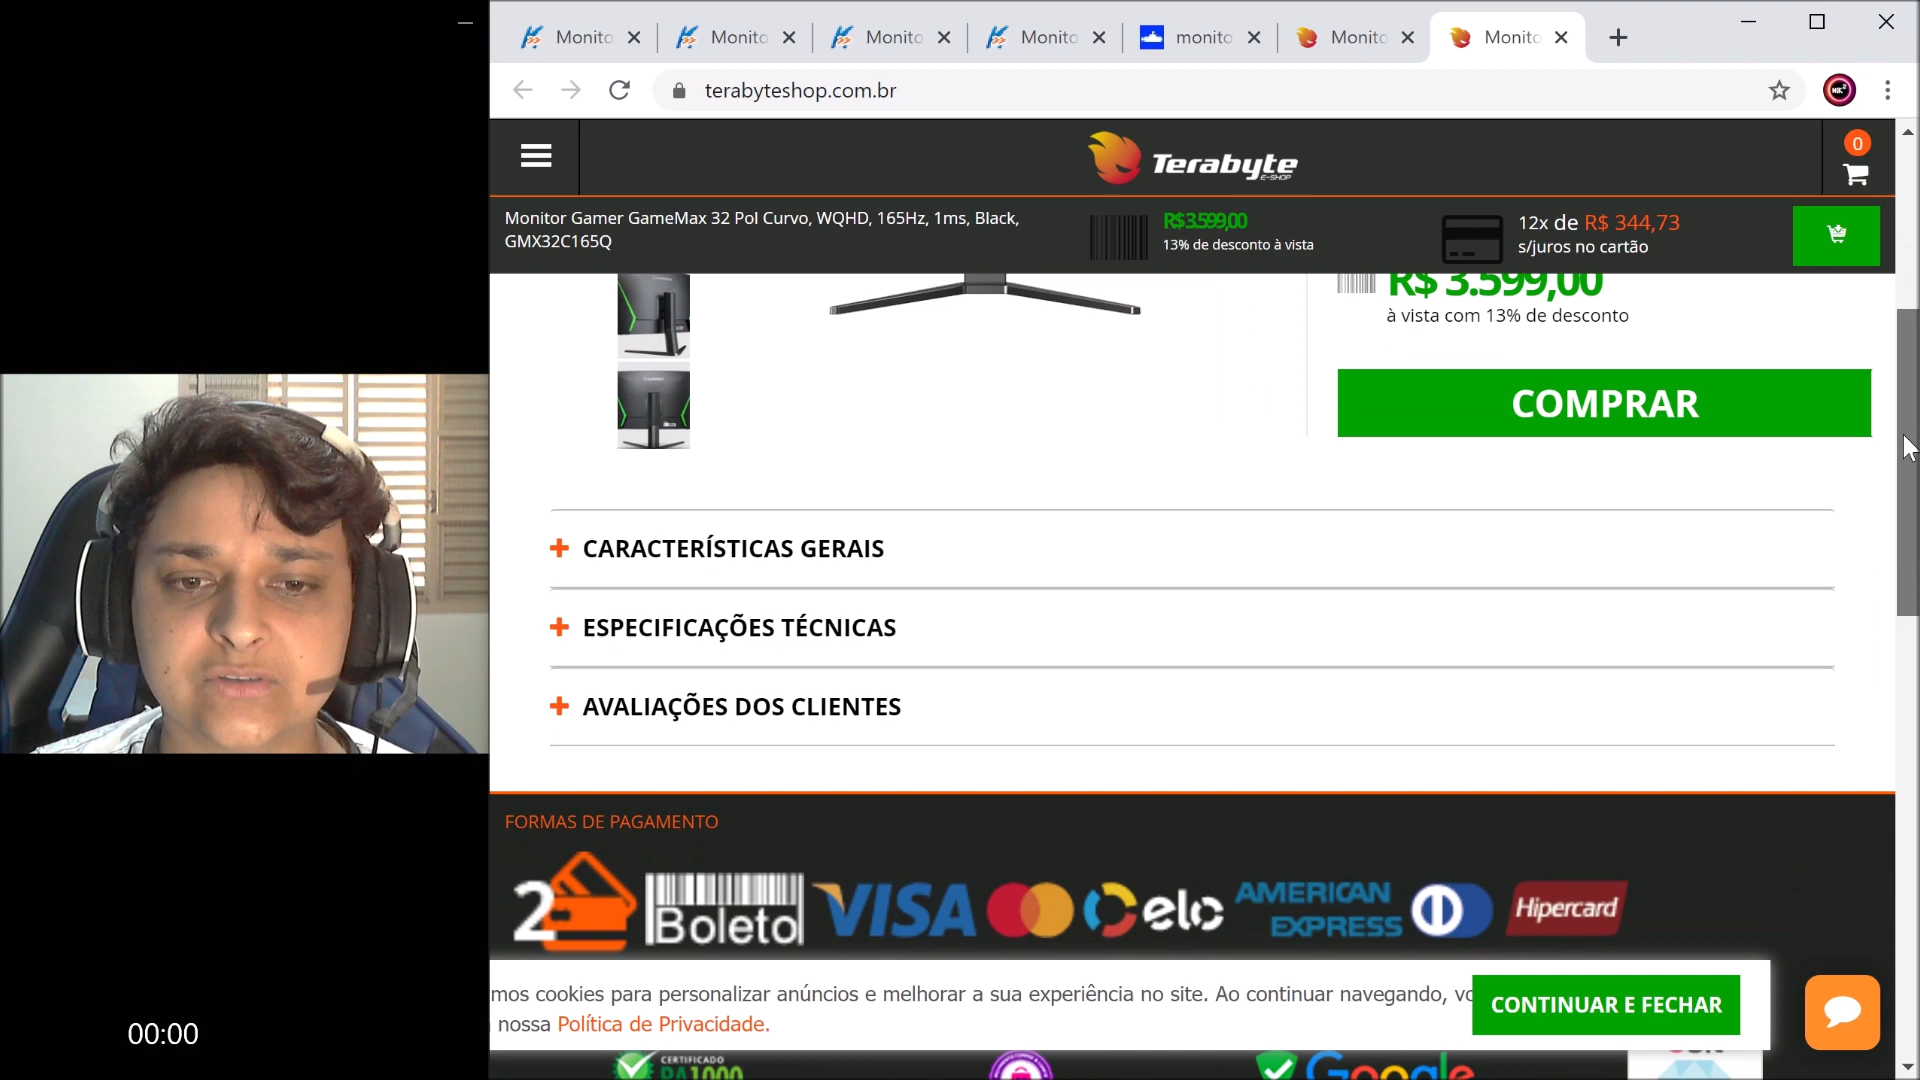 Monito
Monito
Monito
Monito
monito
Monito
Monito
terabyteshop.com.br
Terabyte
E-SHOP
0
Monitor Gamer GameMax 32 Pol Curvo, WQHD, 165Hz, 1ms, Black,
GMX32C165Q
R$3.599,00
13% de desconto à vista
12x de R$ 344,73
s/juros no cartão
R$ 3.599,00
à vista com 13% de desconto
COMPRAR
CARACTERÍSTICAS GERAIS
ESPECIFICAÇÕES TÉCNICAS
AVALIAÇÕES DOS CLIENTES
FORMAS DE PAGAMENTO
2
Boleto
VISA
elo
AMERICAN
EXPRESS
Hipercard
mos cookies para personalizar anúncios e melhorar a sua experiência no site. Ao continuar navegando, vo
nossa Política de Privacidade.
CONTINUAR E FECHAR
CERTIFICADO
RA1000
Google
00:00